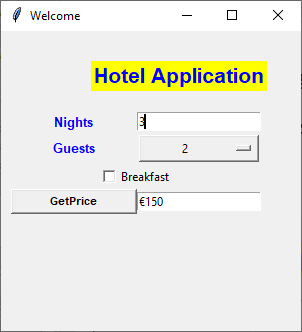 Welcome
Hotel Application
Nights 3
Guests 2
Breakfast
GetPrice €150